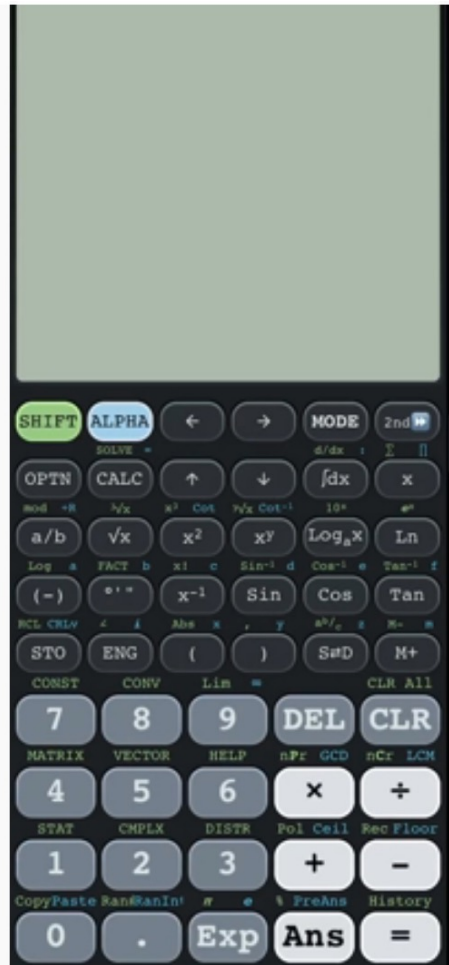 SHIFT ALPHA ← → MODE 2nd
SOLVE = d/dx : Σ ∏
OPTN CALC ↑ ↓ ∫dx x
mod ÷R ³√x x³ Cot ʸ√x Cot⁻¹ 10ˣ eˣ
a/b √x x² xʸ Logₐx Ln
Log a FACT b x! c Sin⁻¹ d Cos⁻¹ e Tan⁻¹ f
(−) °'" x⁻¹ Sin Cos Tan
RCL CRLv ∠ i Abs x , y aᵇ/c z M− m
STO ENG ( ) S⇄D M+
CONST CONV Lim ∞ CLR All
7 8 9 DEL CLR
MATRIX VECTOR HELP nPr GCD nCr LCM
4 5 6 × ÷
STAT CMPLX DISTR Pol Ceil Rec Floor
1 2 3 + −
Copy Paste π e % PreAns History
0 . Exp Ans =